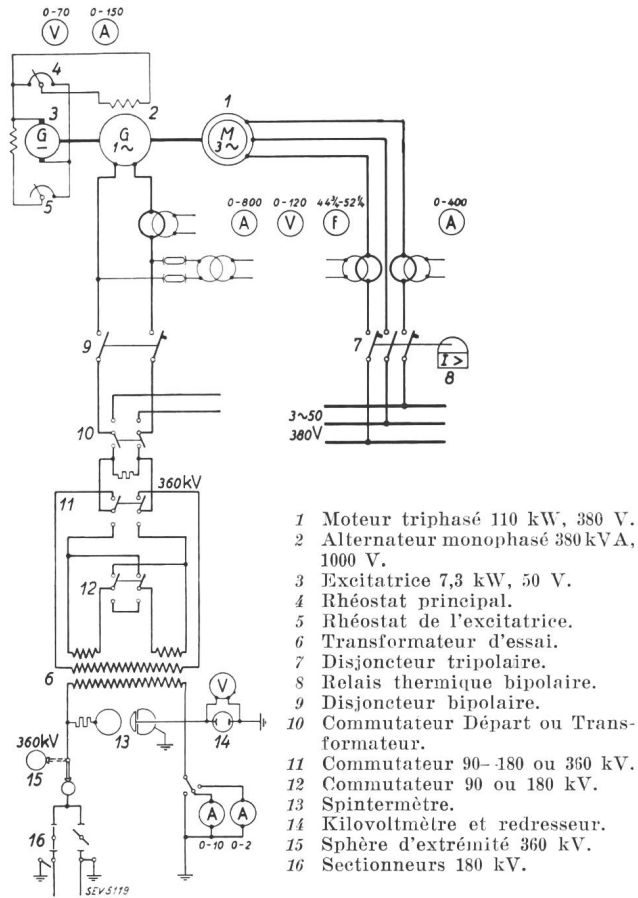 0-70 0-150
V A
4
3 2 1
G G 1~ M 3~
5
0-800 0-120 44¾-52¼ 0-400
A V f A
9 7
I >
8
3~50
380V
10
360kV
11
12
6
V
13 14
360kV
15
A A
0-10 0-2
16
SEV5119
1 Moteur triphasé 110 kW, 380 V.
2 Alternateur monophasé 380 kVA,
1000 V.
3 Excitatrice 7,3 kW, 50 V.
4 Rhéostat principal.
5 Rhéostat de l'excitatrice.
6 Transformateur d'essai.
7 Disjoncteur tripolaire.
8 Relais thermique bipolaire.
9 Disjoncteur bipolaire.
10 Commutateur Départ ou Trans-
formateur.
11 Commutateur 90--180 ou 360 kV.
12 Commutateur 90 ou 180 kV.
13 Spintermètre.
14 Kilovoltmètre et redresseur.
15 Sphère d'extrémité 360 kV.
16 Sectionneurs 180 kV.